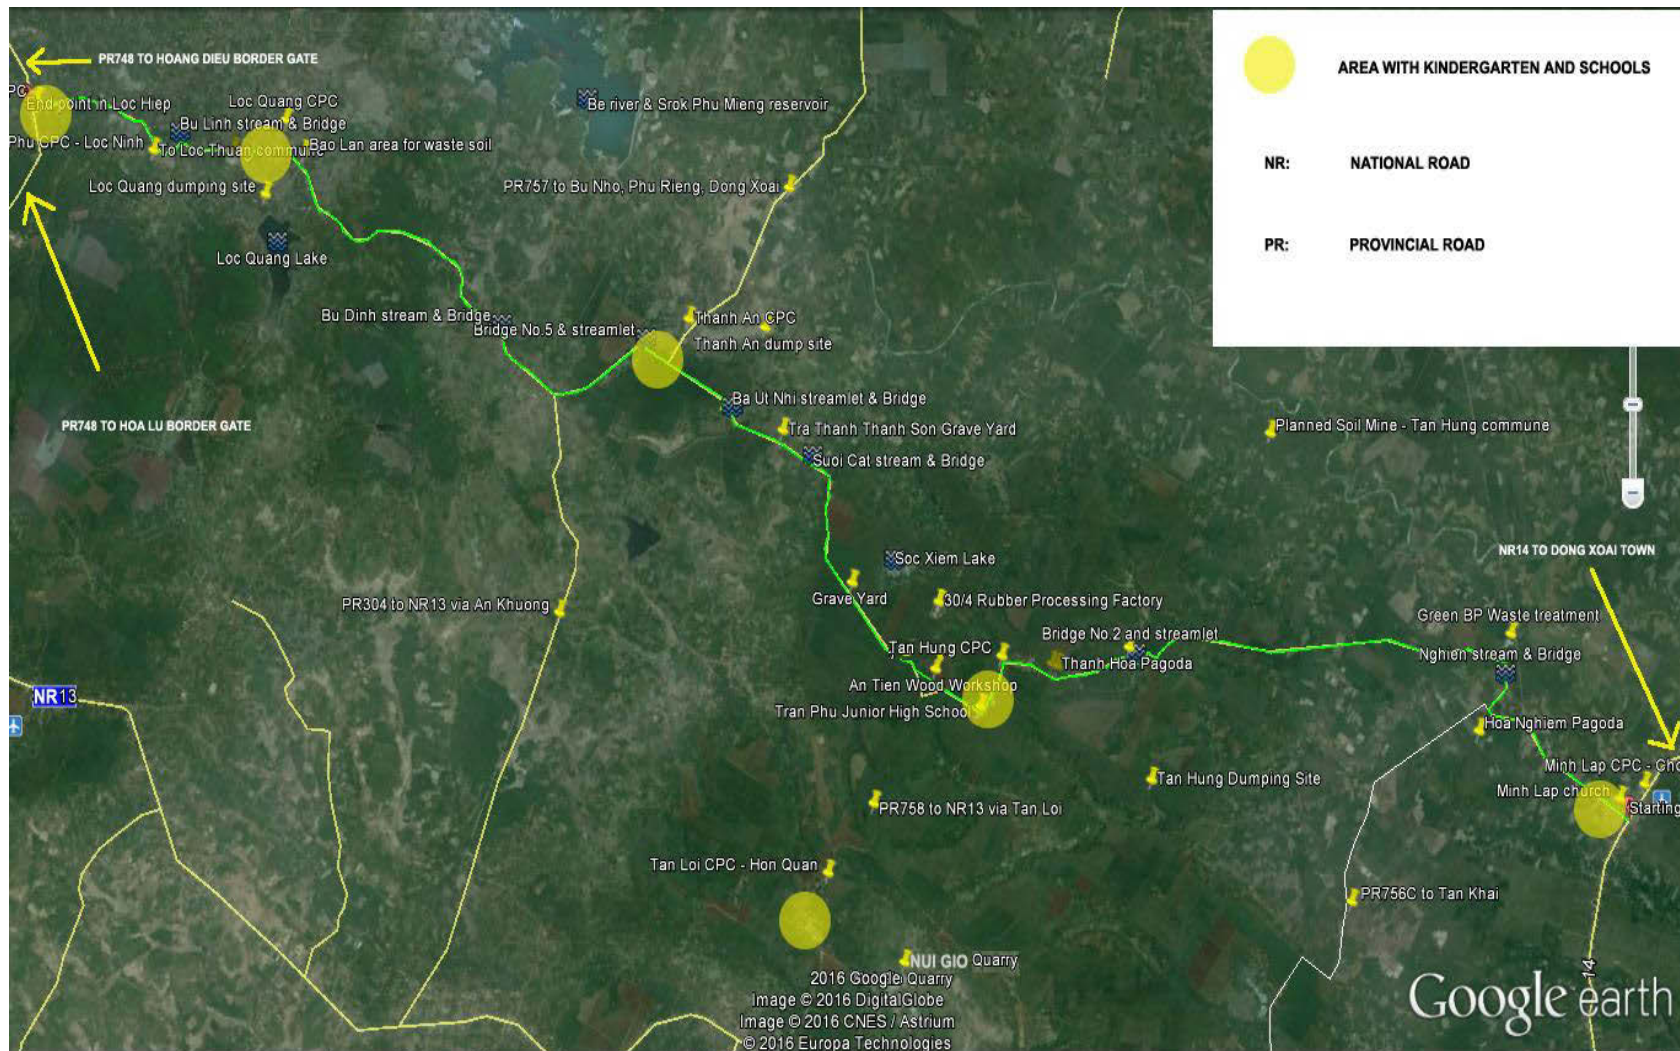 PR748 TO HOANG DIEU BORDER GATE
AREA WITH KINDERGARTEN AND SCHOOLS
PC
End point in Loc Hiep
Loc Quang CPC
Be river & Srok Phu Mieng reservoir
Bu Linh stream & Bridge
Phu CPC - Loc Ninh
To Loc Thuan commune
Bao Lan area for waste soil
NR: NATIONAL ROAD
Loc Quang dumping site
PR757 to Bu Nho, Phu Rieng, Dong Xoai
PR: PROVINCIAL ROAD
Loc Quang Lake
Bu Dinh stream & Bridge
Bridge No.5 & streamlet
Thanh An CPC
Thanh An dump site
Ba Ut Nhi streamlet & Bridge
PR748 TO HOA LU BORDER GATE
Tra Thanh Thanh Son Grave Yard
Planned Soil Mine - Tan Hung commune
Suoi Cat stream & Bridge
NR14 TO DONG XOAI TOWN
Soc Xiem Lake
Grave Yard
30/4 Rubber Processing Factory
PR304 to NR13 via An Khuong
Green BP Waste treatment
Bridge No.2 and streamlet
Tan Hung CPC
Nghien stream & Bridge
Thanh Hoa Pagoda
An Tien Wood Workshop
NR13
Tran Phu Junior High School
Hoa Nghiem Pagoda
Minh Lap CPC - Cho
Tan Hung Dumping Site
Minh Lap church
Starting
PR758 to NR13 via Tan Loi
Tan Loi CPC - Hon Quan
PR756C to Tan Khai
NUI GIO Quarry
14
2016 Google Quarry
Image © 2016 DigitalGlobe
Image © 2016 CNES / Astrium
© 2016 Europa Technologies
Google earth